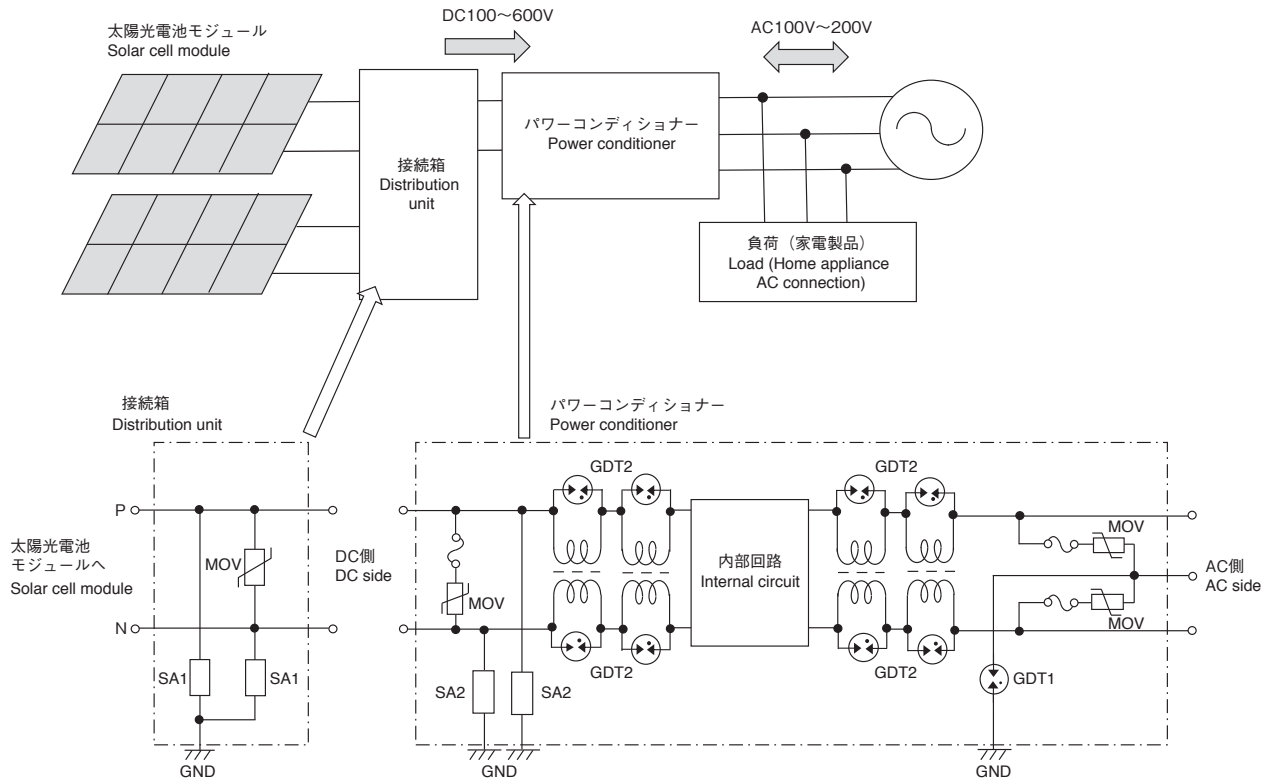 太陽光電池モジュール
Solar cell module
DC100～600V
AC100V～200V
接続箱
Distribution
unit
パワーコンディショナー
Power conditioner
負荷（家電製品）
Load (Home appliance
AC connection)
接続箱
Distribution unit
パワーコンディショナー
Power conditioner
GDT2
GDT2
P
MOV
太陽光電池
モジュールへ
Solar cell module
MOV
DC側
DC side
内部回路
Internal circuit
AC側
AC side
MOV
MOV
N
GDT2
GDT2
SA1
SA1
SA2
SA2
GDT1
GND
GND
GND